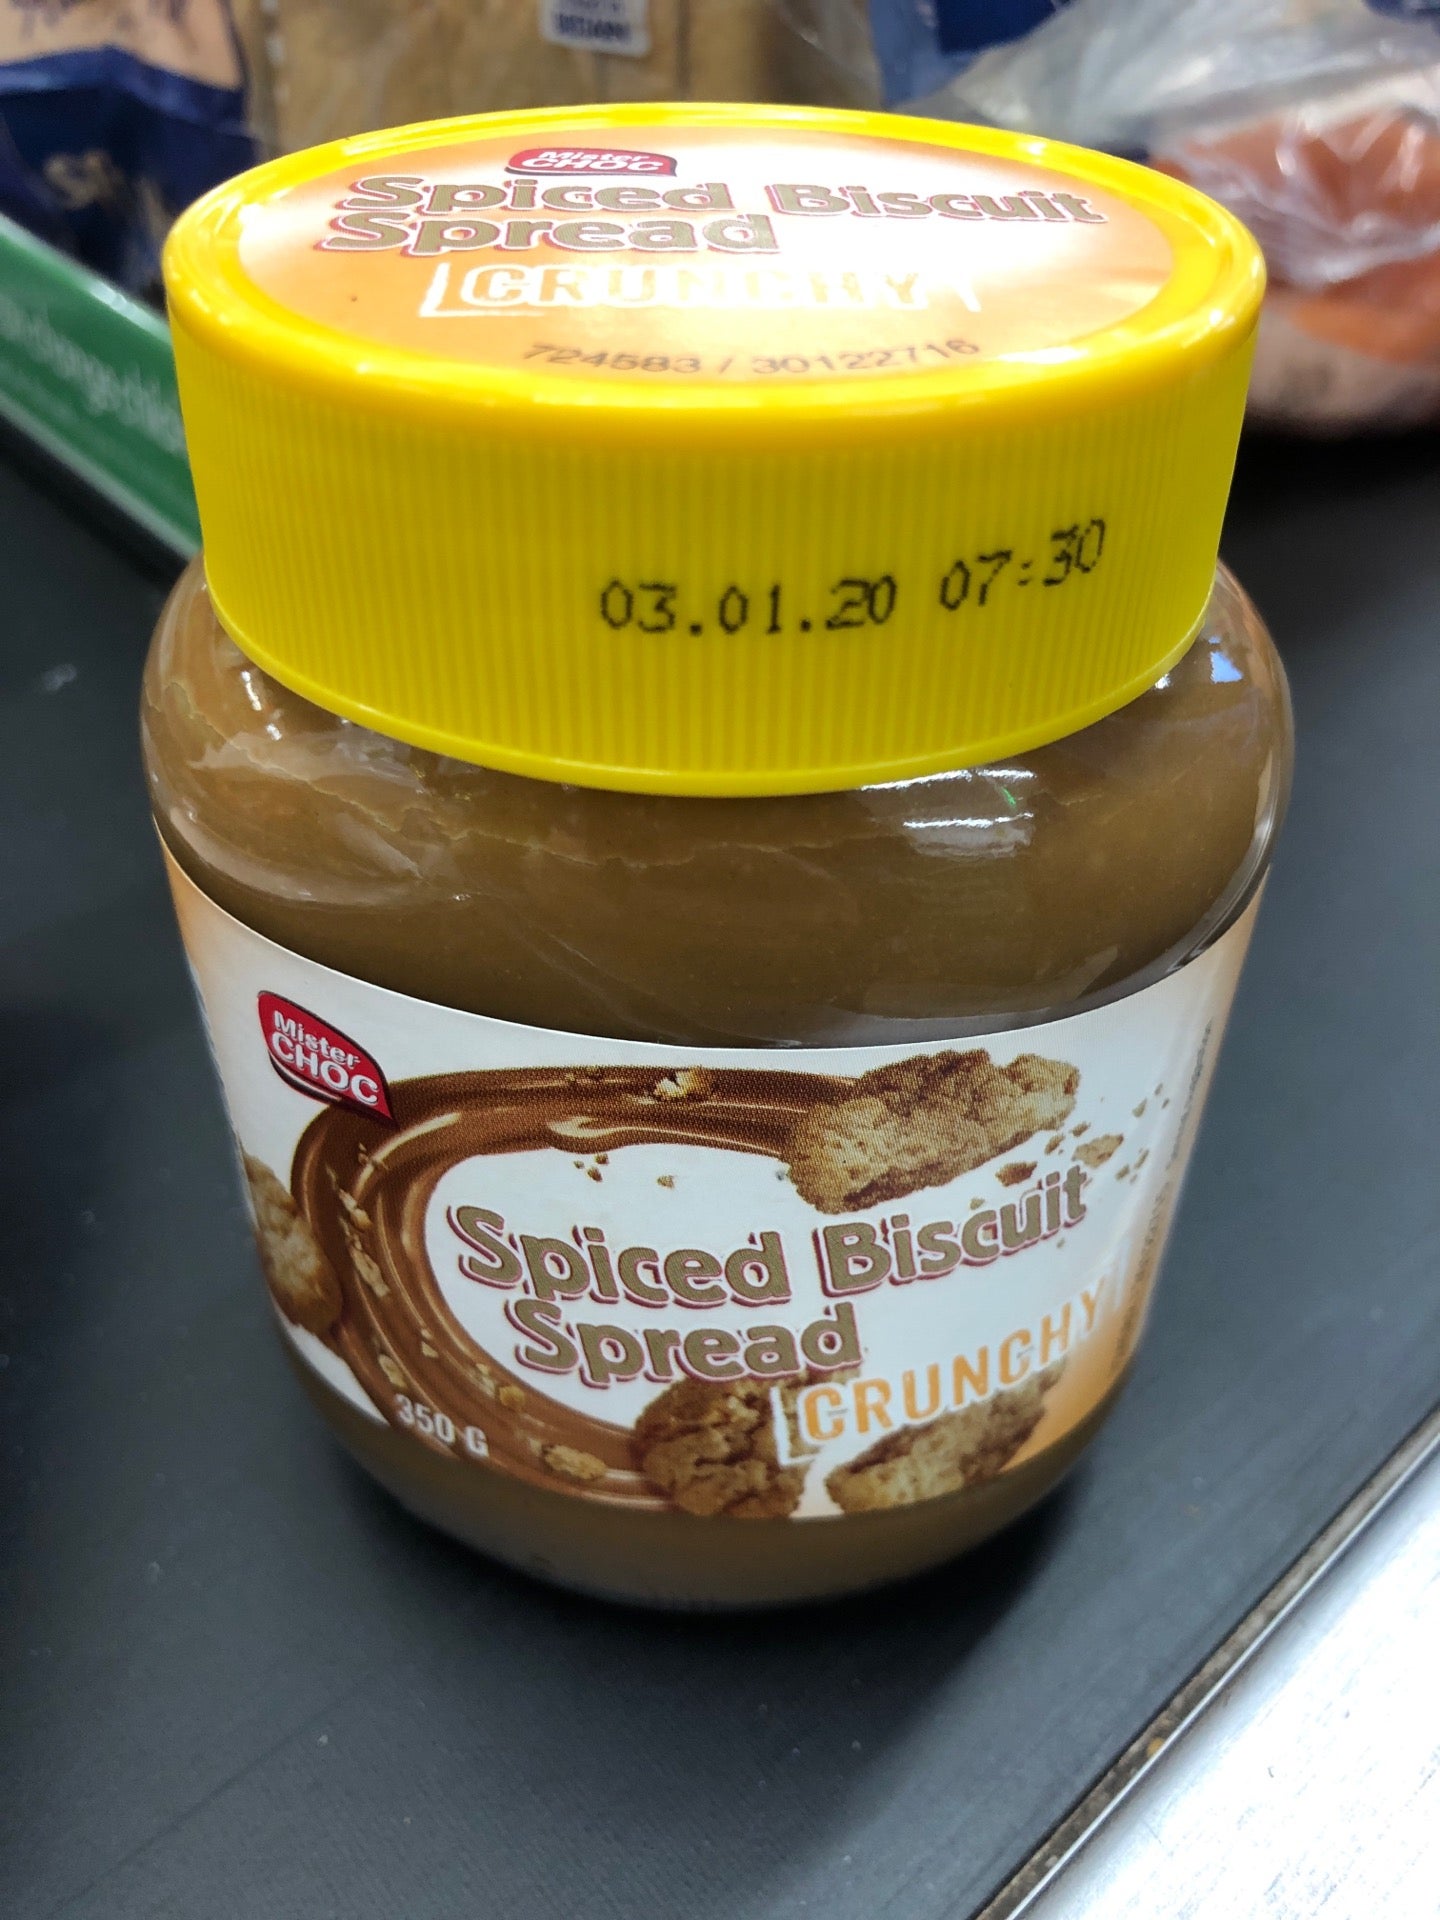 Mister
CHOC
Spiced Biscuit
Spread
CRUNCHY
724583 / 30122716
03.01.20 07:30
Mister
CHOC
Spiced Biscuit
Spread
CRUNCHY
350 G